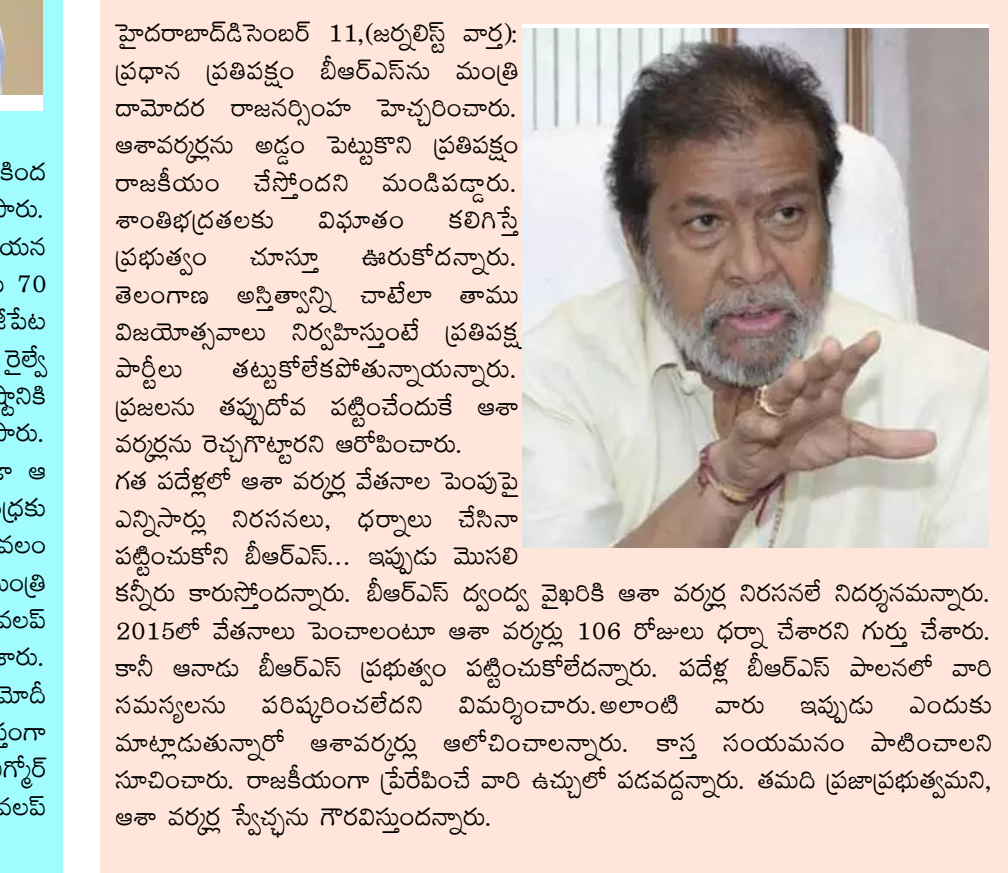 కింద
సారు.
యన
70
జీపేట
రైల్వే
ష్ట్రానికి
సారు.
ఆ
ధ్రకు
వలం
మంత్రి
వలప్
శారు.
మోదీ
స్తంగా
గ్మోర్
వలప్
హైదరాబాద్‌డిసెంబర్ 11,(జర్నలిస్ట్ వార్త):
ప్రధాన ప్రతిపక్షం బీఆర్‌ఎస్‌ను మంత్రి
దామోదర రాజనర్సింహ హెచ్చరించారు.
ఆశావర్కర్లను అడ్డం పెట్టుకొని ప్రతిపక్షం
రాజకీయం చేస్తోందని మండిపడ్డారు.
శాంతిభద్రతలకు విఘాతం కలిగిస్తే
ప్రభుత్వం చూస్తూ ఊరుకోదన్నారు.
తెలంగాణ అస్తిత్వాన్ని చాటేలా తాము
విజయోత్సవాలు నిర్వహిస్తుంటే ప్రతిపక్ష
పార్టీలు తట్టుకోలేకపోతున్నాయన్నారు.
ప్రజలను తప్పుదోవ పట్టించేందుకే ఆశా
వర్కర్లను రెచ్చగొట్టారని ఆరోపించారు.
గత పదేళ్లలో ఆశా వర్కర్ల వేతనాల పెంపుపై
ఎన్నిసార్లు నిరసనలు, ధర్నాలు చేసినా
పట్టించుకోని బీఆర్‌ఎస్... ఇప్పుడు మొసలి
కన్నీరు కారుస్తోందన్నారు. బీఆర్‌ఎస్ ద్వంద్వ వైఖరికి ఆశా వర్కర్ల నిరసనలే నిదర్శనమన్నారు.
2015లో వేతనాలు పెంచాలంటూ ఆశా వర్కర్లు 106 రోజులు ధర్నా చేశారని గుర్తు చేశారు.
కానీ ఆనాడు బీఆర్‌ఎస్ ప్రభుత్వం పట్టించుకోలేదన్నారు. పదేళ్ల బీఆర్‌ఎస్ పాలనలో వారి
సమస్యలను పరిష్కరించలేదని విమర్శించారు.అలాంటి వారు ఇప్పుడు ఎందుకు
మాట్లాడుతున్నారో ఆశావర్కర్లు ఆలోచించాలన్నారు. కాస్త సంయమనం పాటించాలని
సూచించారు. రాజకీయంగా ప్రేరేపించే వారి ఉచ్చులో పడవద్దన్నారు. తమది ప్రజాప్రభుత్వమని,
ఆశా వర్కర్ల స్వేచ్ఛను గౌరవిస్తుందన్నారు.